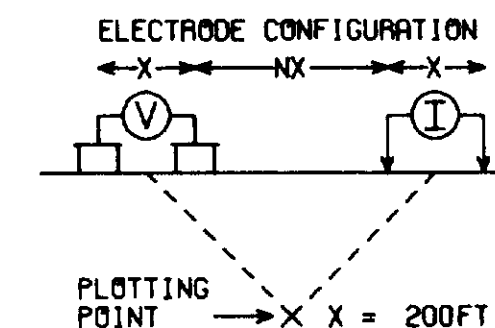 ELECTRODE CONFIGURATION
X NX X
V I
PLOTTING
POINT X X = 200FT